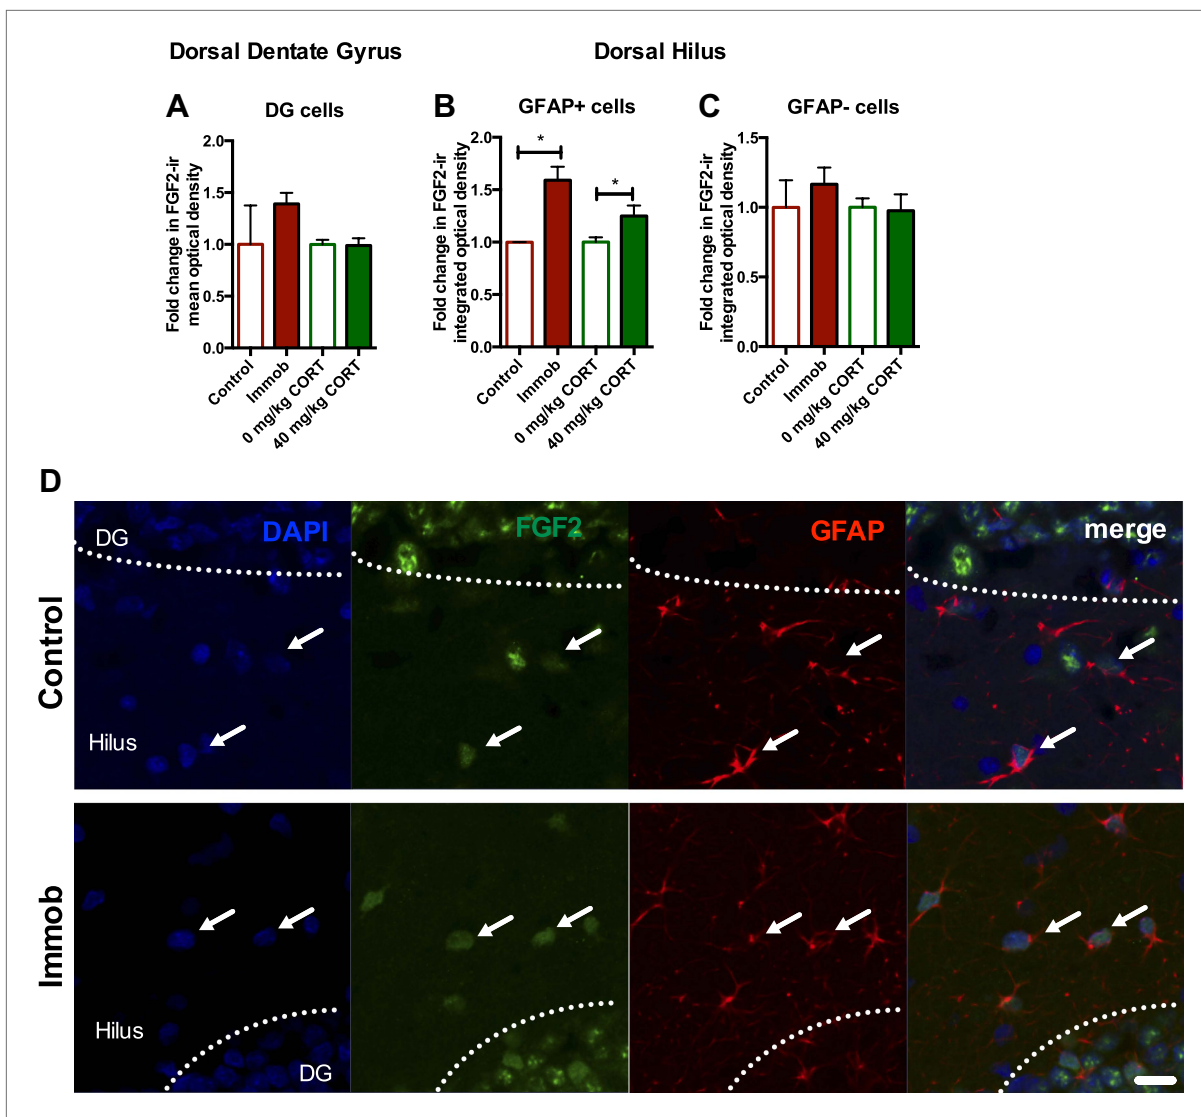 Dorsal Dentate Gyrus
Dorsal Hilus
A
DG cells
Fold change in FGF2-ir
mean optical density
2.0
1.5
1.0
0.5
0.0
Control
Immob
0 mg/kg CORT
40 mg/kg CORT
B
GFAP+ cells
Fold change in FGF2-ir
integrated optical density
2.0
1.5
1.0
0.5
0.0
*
*
Control
Immob
0 mg/kg CORT
40 mg/kg CORT
C
GFAP- cells
Fold change in FGF2-ir
integrated optical density
1.5
1.0
0.5
0.0
Control
Immob
0 mg/kg CORT
40 mg/kg CORT
D
Control
DG
DAPI
FGF2
GFAP
merge
Hilus
Immob
Hilus
DG